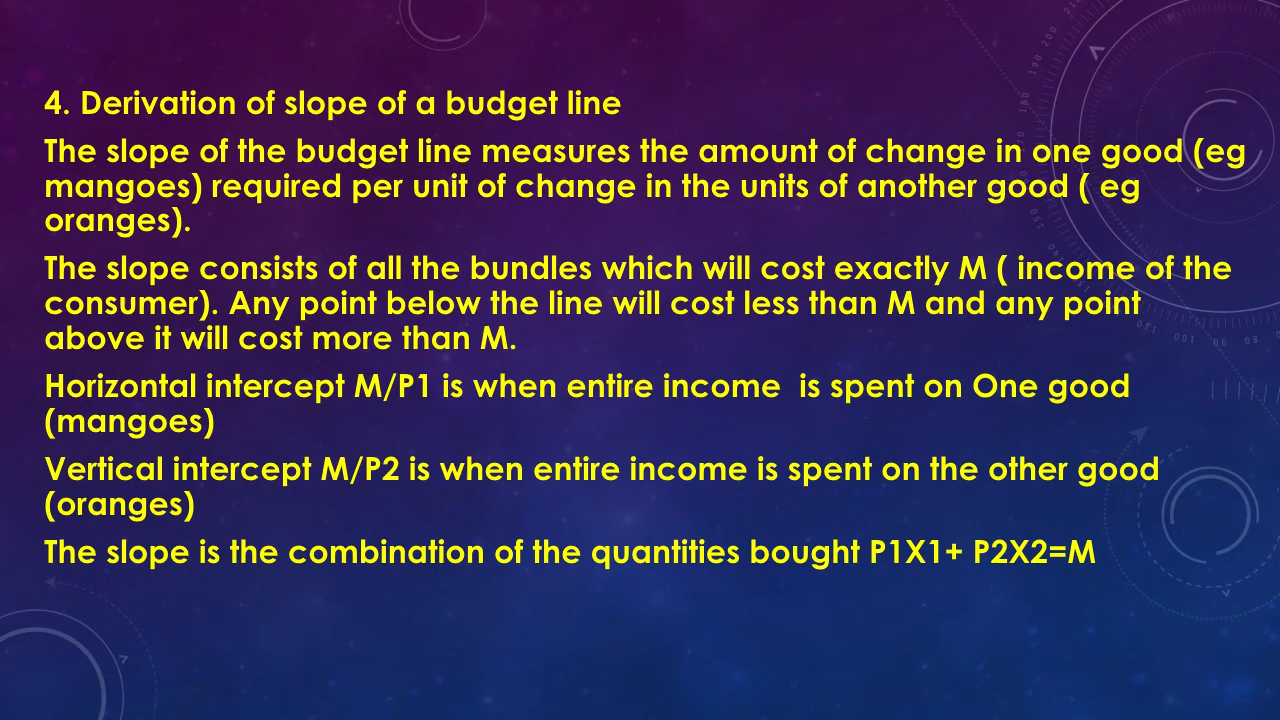 4. Derivation of slope of a budget line
The slope of the budget line measures the amount of change in one good (eg
mangoes) required per unit of change in the units of another good ( eg
oranges).
The slope consists of all the bundles which will cost exactly M ( income of the
consumer). Any point below the line will cost less than M and any point
above it will cost more than M.
Horizontal intercept M/P1 is when entire income  is spent on One good
(mangoes)
Vertical intercept M/P2 is when entire income is spent on the other good
(oranges)
The slope is the combination of the quantities bought P1X1+ P2X2=M